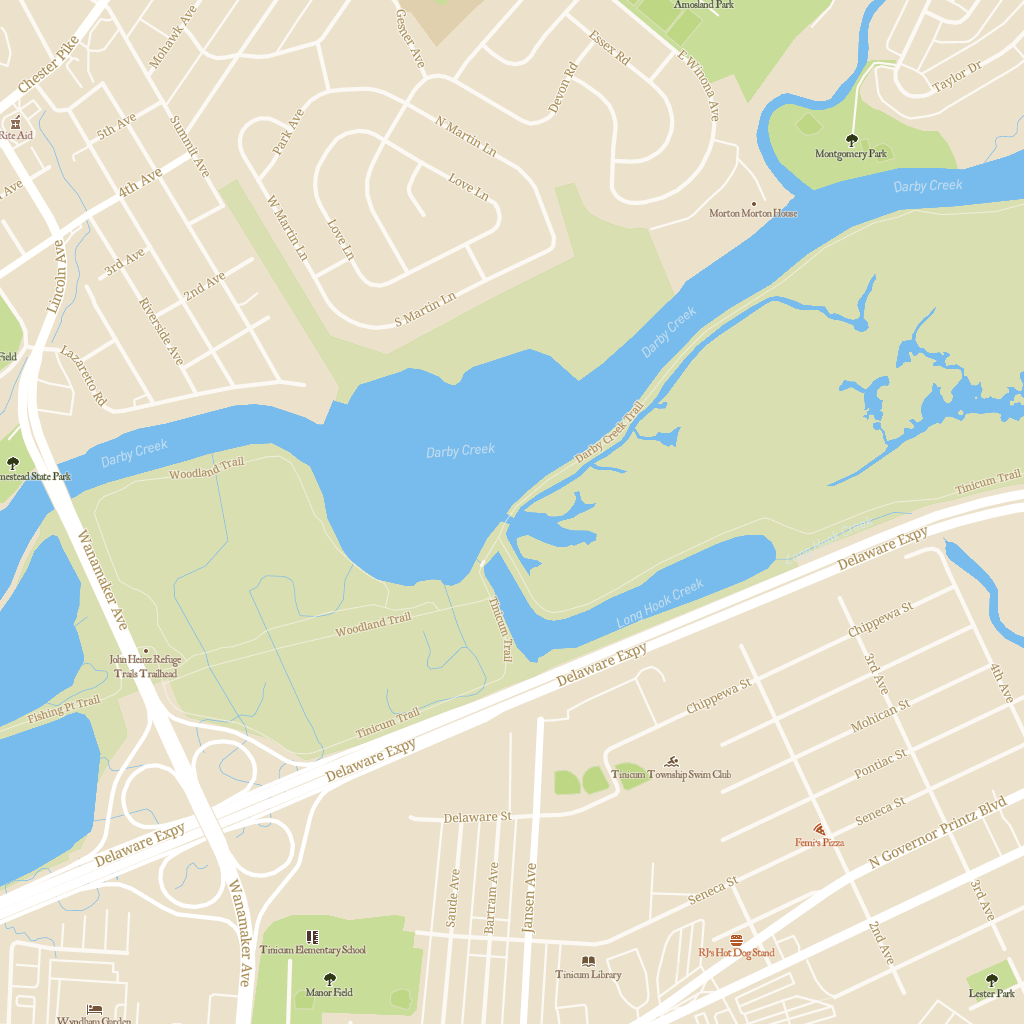 Amosland Park
Mohawk Ave
Gesner Ave
Essex Rd
E Winona Ave
Chester Pike
Taylor Dr
Devon Rd
Rite Aid
5th Ave
Park Ave
N Martin Ln
Summit Ave
Montgomery Park
4th Ave
Love Ln
Darby Creek
Ave
W Martin Ln
Morton Morton House
Love Ln
3rd Ave
Lincoln Ave
2nd Ave
S Martin Ln
Riverside Ave
Darby Creek
Field
Lazaretto Rd
Darby Creek Trail
Darby Creek
Darby Creek
Woodland Trail
mestead State Park
Tinicum Trail
Delaware Expy
Wanamaker Ave
Long Hook Creek
Woodland Trail
Tinicum Trail
Chippewa St
John Heinz Refuge
Trails Trailhead
Delaware Expy
3rd Ave
4th Ave
Chippewa St
Fishing Pt Trail
Mohican St
Tinicum Trail
Delaware Expy
Pontiac St
Tinicum Township Swim Club
Delaware St
Seneca St
Delaware Expy
Femi's Pizza
N Governor Printz Blvd
Saude Ave
Bartram Ave
Jansen Ave
Seneca St
Wanamaker Ave
3rd Ave
2nd Ave
Tinicum Elementary School
RJ's Hot Dog Stand
Tinicum Library
Manor Field
Lester Park
Wyndham Garden